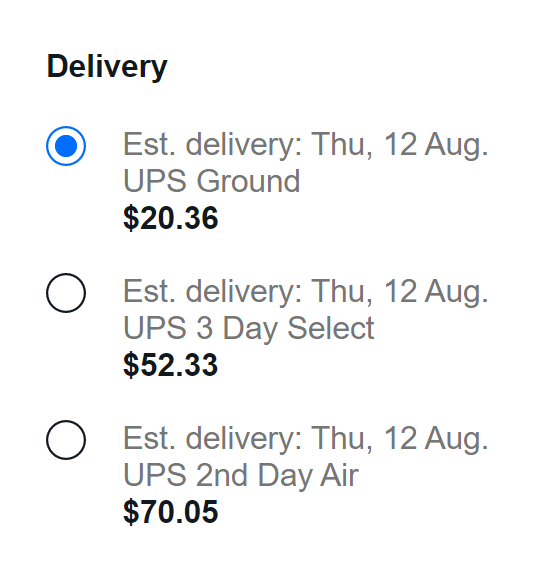 Delivery
Est. delivery: Thu, 12 Aug.
UPS Ground
$20.36
Est. delivery: Thu, 12 Aug.
UPS 3 Day Select
$52.33
Est. delivery: Thu, 12 Aug.
UPS 2nd Day Air
$70.05